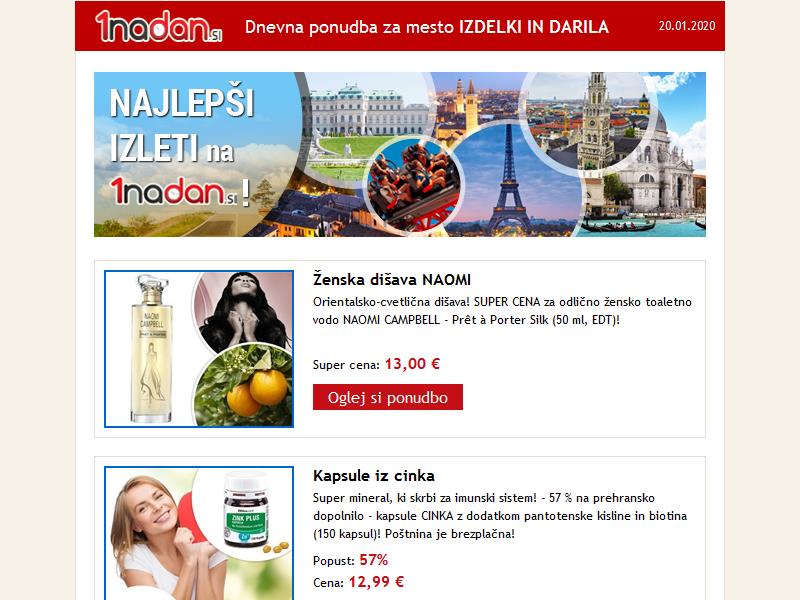 1nadan.si
Dnevna ponudba za mesto IZDELKI IN DARILA
20.01.2020
NAJLEPŠI
IZLETI na
1nadan.si!
NAOMI
CAMPBELL
Ženska dišava NAOMI
Orientalsko-cvetlična dišava! SUPER CENA za odlično žensko toaletno
vodo NAOMI CAMPBELL - Prêt à Porter Silk (50 ml, EDT)!
Super cena: 13,00 €
Oglej si ponudbo
ZINK PLUS
Kapsule iz cinka
Super mineral, ki skrbi za imunski sistem! - 57 % na prehransko
dopolnilo - kapsule CINKA z dodatkom pantotenske kisline in biotina
(150 kapsul)! Poštnina je brezplačna!
Popust: 57%
Cena: 12,99 €